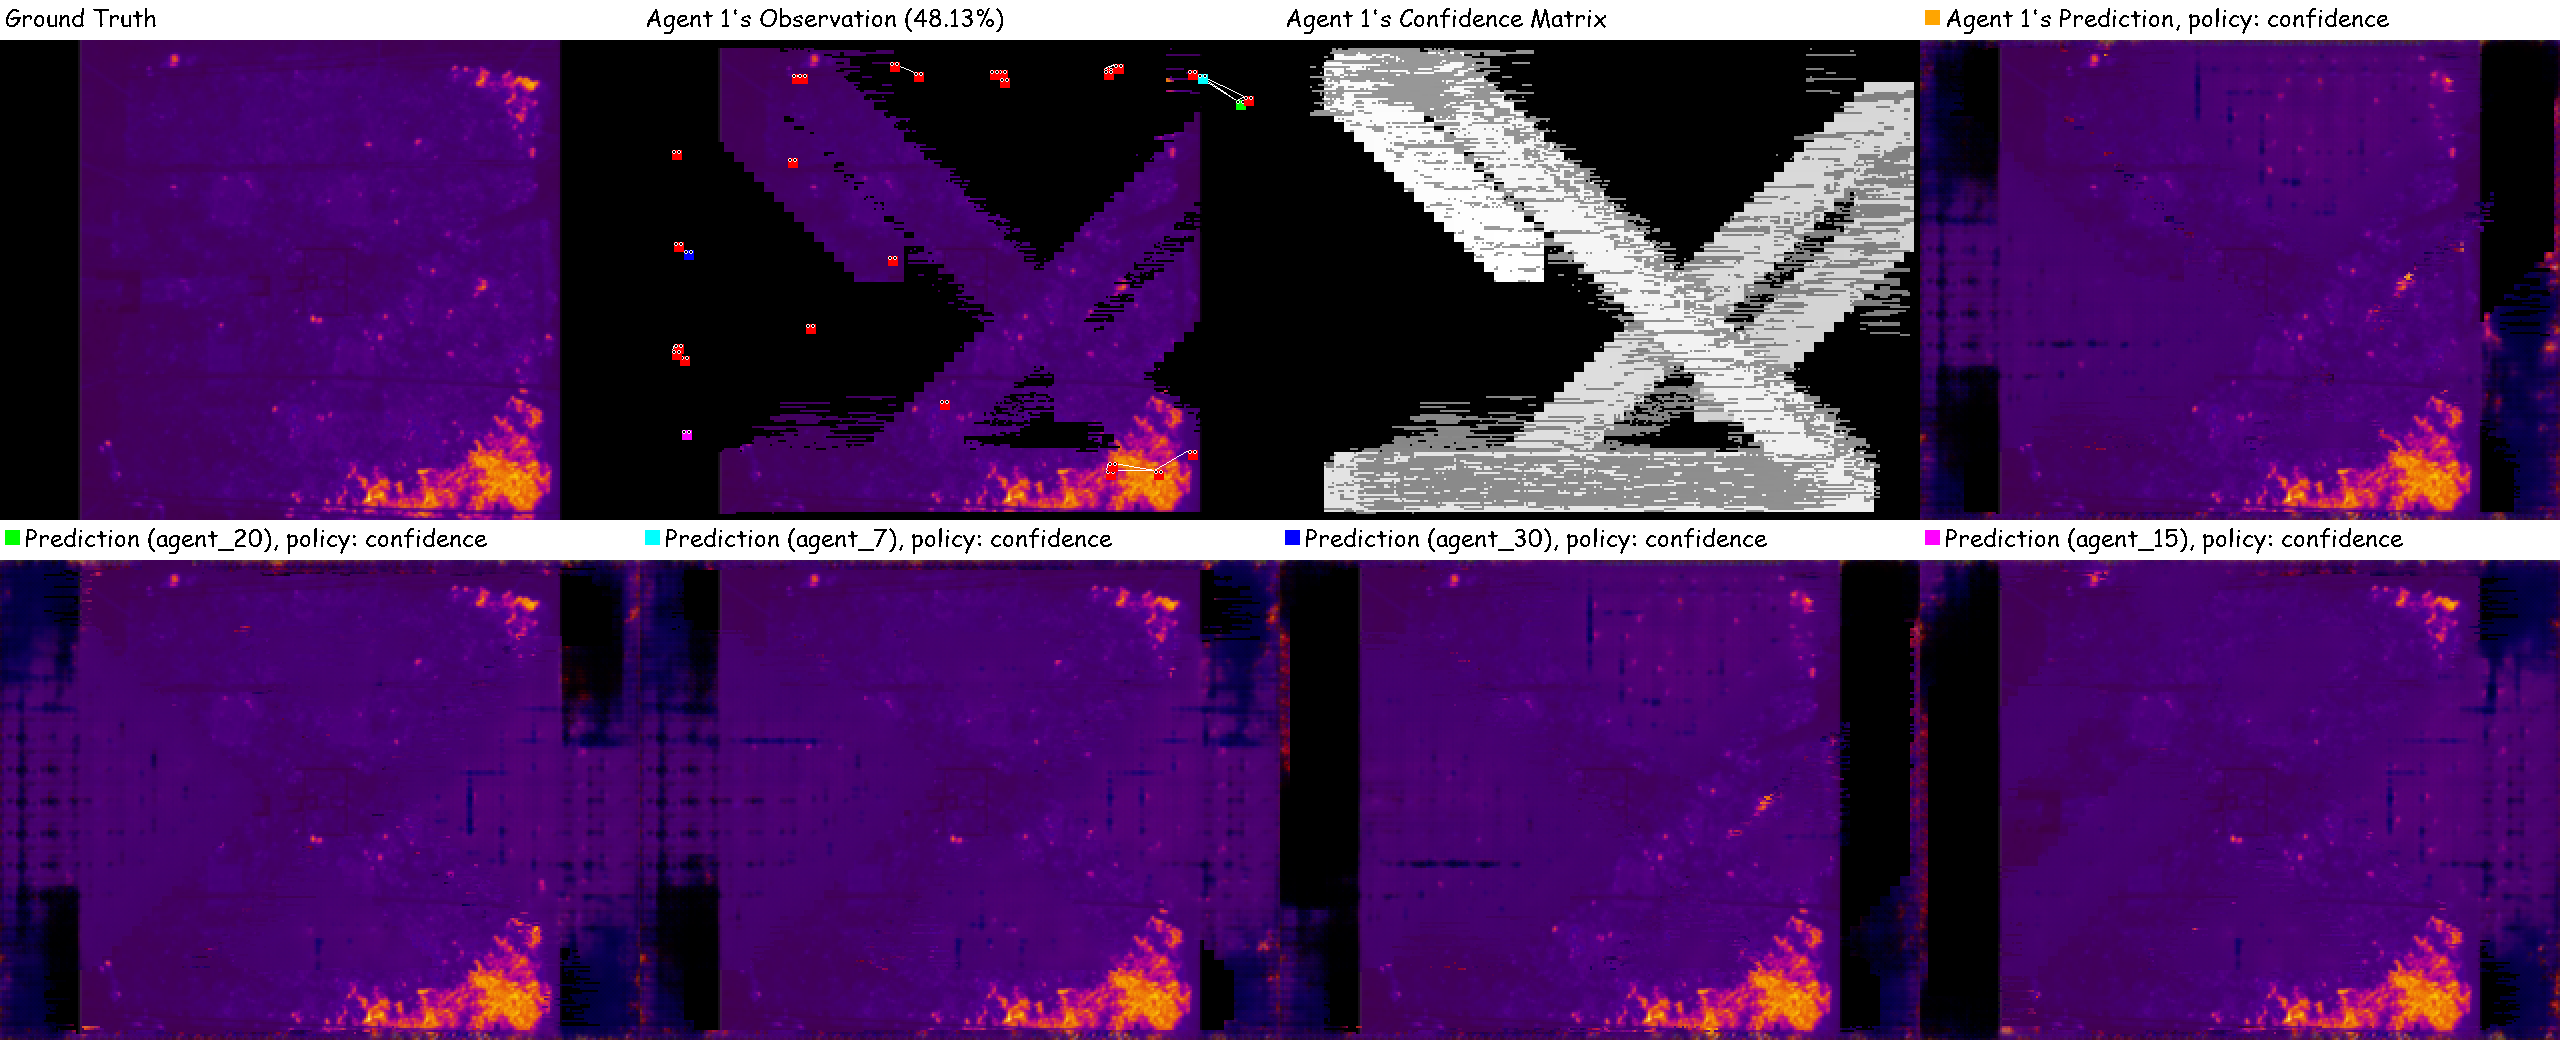 Ground Truth
Agent 1's Observation (48.13%)
Agent 1's Confidence Matrix
Agent 1's Prediction, policy: confidence
Prediction (agent_20), policy: confidence
Prediction (agent_7), policy: confidence
Prediction (agent_30), policy: confidence
Prediction (agent_15), policy: confidence